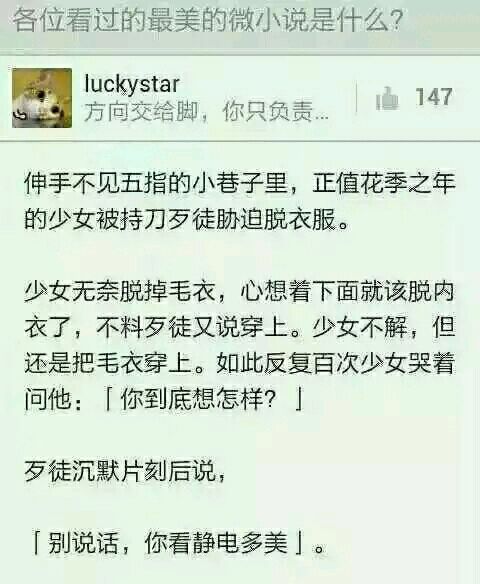 各位看过的最美的微小说是什么?
luckystar
方向交给脚，你只负责...
147
伸手不见五指的小巷子里，正值花季之年
的少女被持刀歹徒胁迫脱衣服。
少女无奈脱掉毛衣，心想着下面就该脱内
衣了，不料歹徒又说穿上。少女不解，但
还是把毛衣穿上。如此反复百次少女哭着
问他:「你到底想怎样？」
歹徒沉默片刻后说，
「别说话，你看静电多美」。